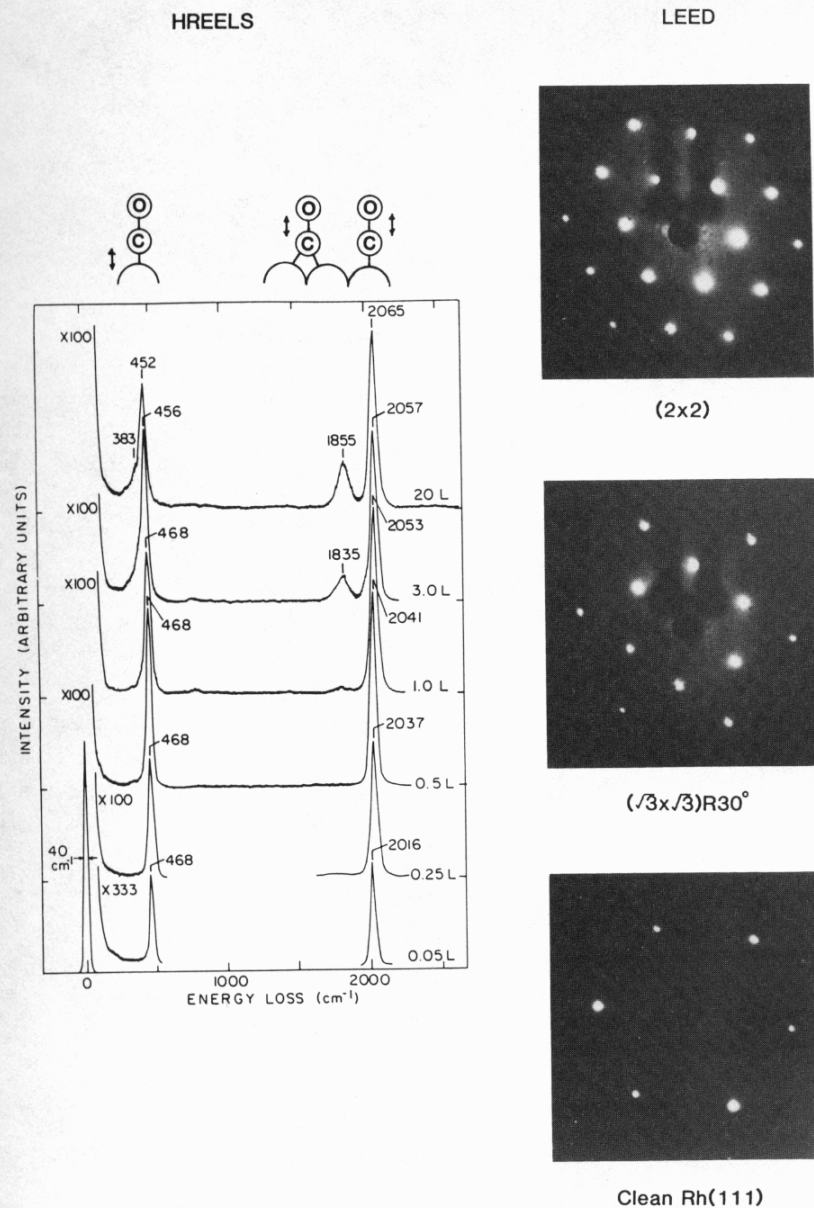 HREELS
LEED
O
C
O
C
O
C
2065
X100
452
2057
456
383
1855
20 L
X100
2053
468
1835
3.0 L
X100
2041
468
1.0 L
X100
2037
468
0.5 L
X100
2016
40
cm⁻¹
468
0.25 L
X333
0.05 L
0
1000
2000
ENERGY LOSS (cm⁻¹)
INTENSITY (ARBITRARY UNITS)
(2x2)
(√3x√3)R30°
Clean Rh(111)